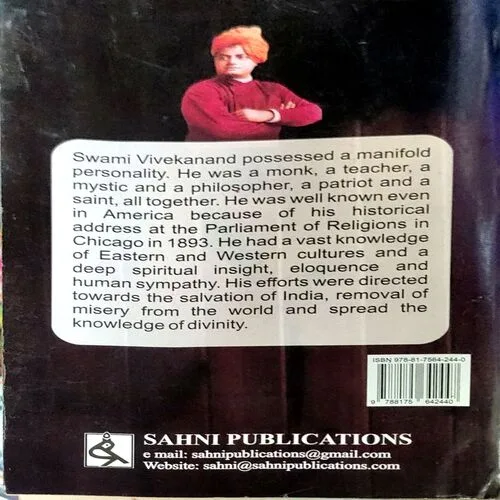 Swami Vivekanand possessed a manifold
personality. He was a monk, a teacher, a
mystic and a philosopher, a patriot and a
saint, all together. He was well known even
in America because of his historical
address at the Parliament of Religions in
Chicago in 1893. He had a vast knowledge
of Eastern and Western cultures and a
deep spiritual insight, eloquence and
human sympathy. His efforts were directed
towards the salvation of India, removal of
misery from the world and spread the
knowledge of divinity.
ISBN 978-81-7564-244-0
9 788175 642440
SAHNI PUBLICATIONS
e mail: sahnipublications@gmail.com
Website: sahni@sahnipublications.com